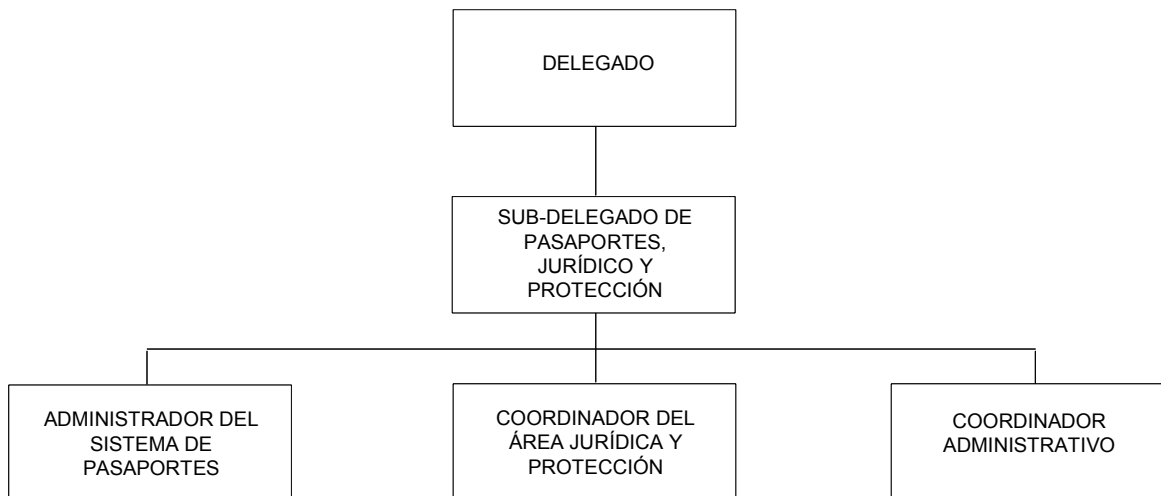 DELEGADO
SUB-DELEGADO DE
PASAPORTES,
JURÍDICO Y
PROTECCIÓN
ADMINISTRADOR DEL
SISTEMA DE
PASAPORTES
COORDINADOR DEL
ÁREA JURÍDICA Y
PROTECCIÓN
COORDINADOR
ADMINISTRATIVO